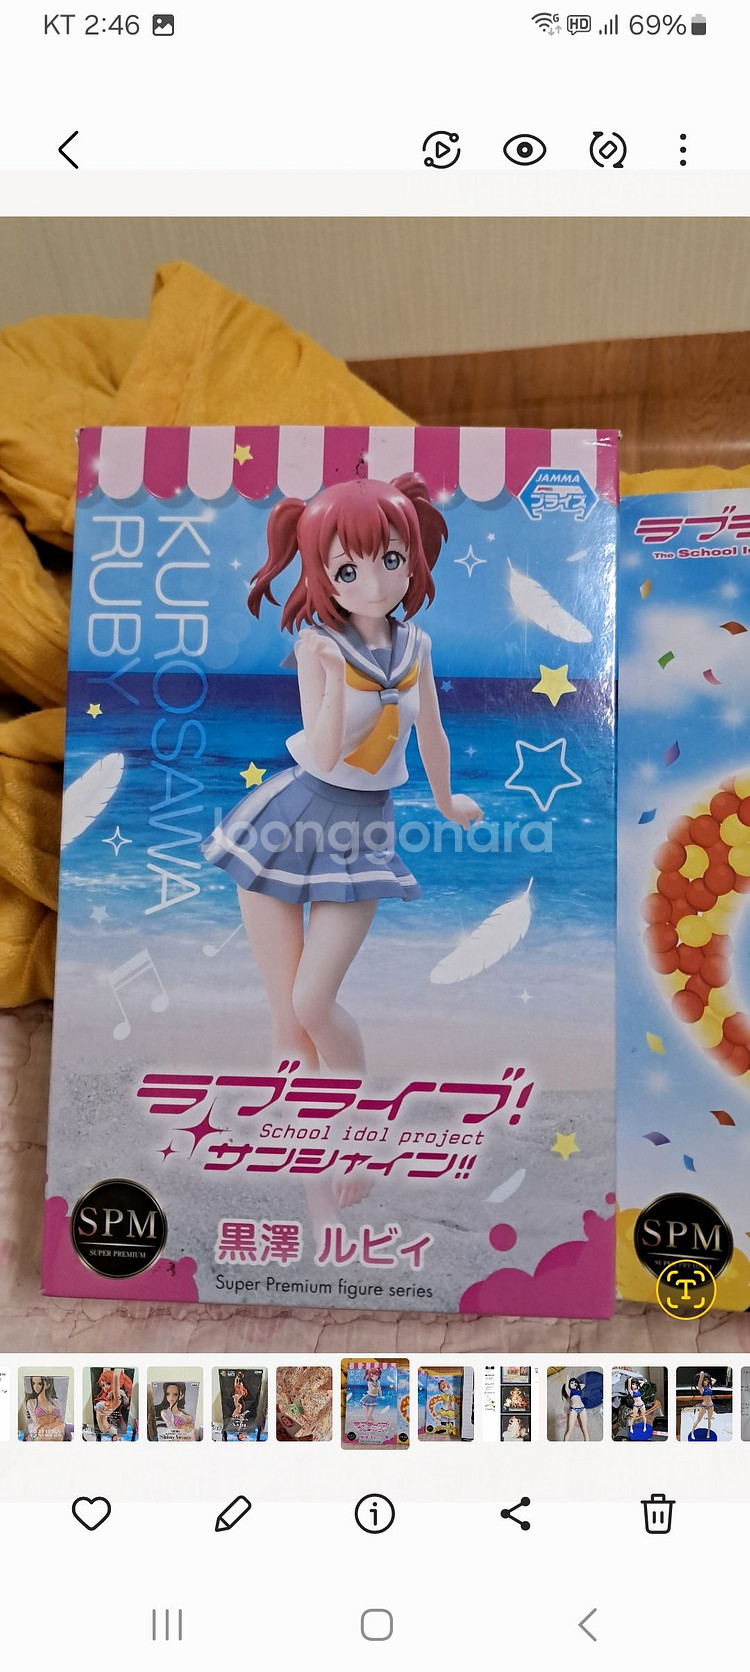 KT 2:46
HD
69%
JAMMA
プライズ
KUROSAWA
RUBY
Joonggonara
ラブライブ!
School idol project
サンシャイン!!
SPM
SUPER PREMIUM
黒澤 ルビィ
Super Premium figure series
ラブラ
The School i
SPM
T